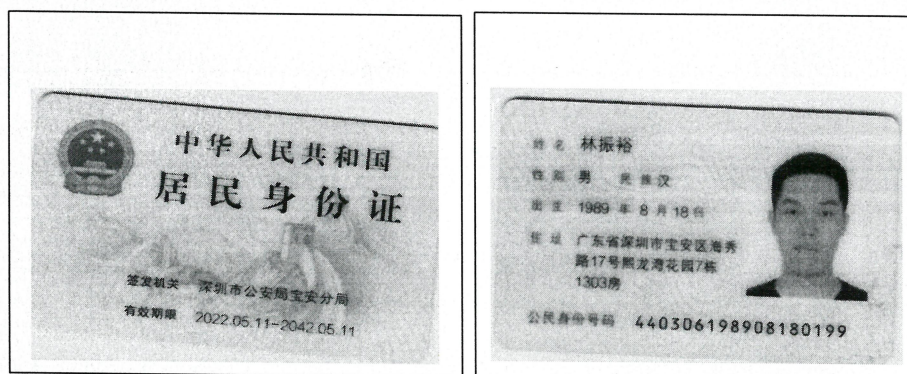 中华人民共和国
居民身份证
签发机关 深圳市公安局宝安分局
有效期限 2022.05.11-2042.05.11
姓名 林振裕
性别 男 民族 汉
出生 1989 年 8 月 18 日
住址 广东省深圳市宝安区海秀
路17号熙龙湾花园7栋
1303房
公民身份号码 440306198908180199